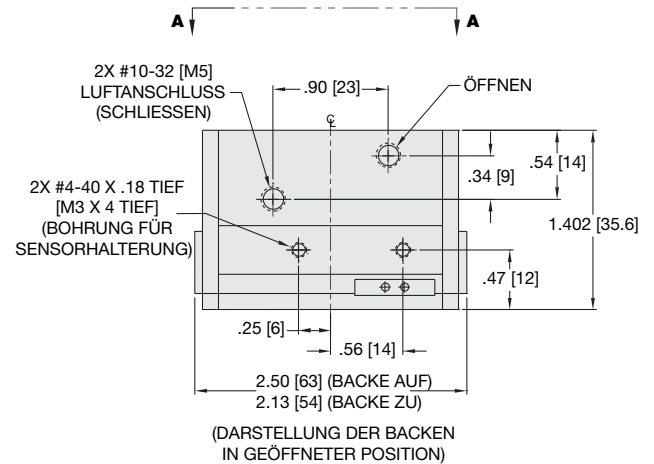 A A
2X #10-32 [M5]
LUFTANSCHLUSS
(SCHLIESSEN)
.90 [23]
ÖFFNEN
℄
.34 [9]
.54 [14]
2X #4-40 X .18 TIEF
[M3 X 4 TIEF]
(BOHRUNG FÜR
SENSORHALTERUNG)
1.402 [35.6]
.47 [12]
.25 [6]
.56 [14]
2.50 [63] (BACKE AUF)
2.13 [54] (BACKE ZU)
(DARSTELLUNG DER BACKEN
IN GEÖFFNETER POSITION)